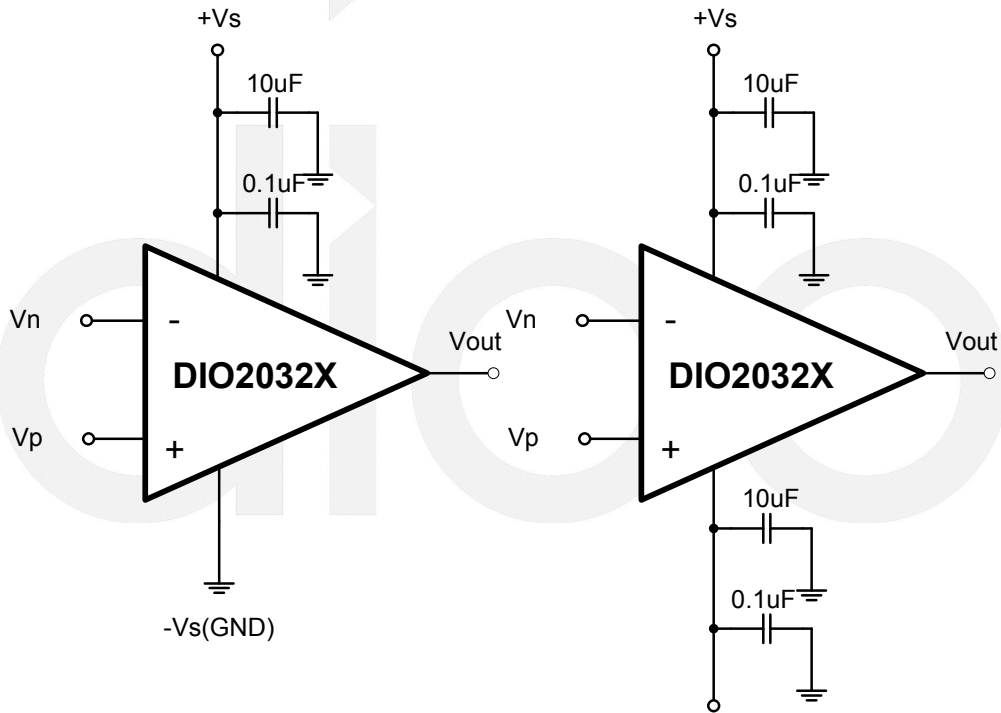 +Vs
10uF
0.1uF
Vn
-
DIO2032X
Vout
Vp
+
-Vs(GND)
+Vs
10uF
0.1uF
Vn
-
DIO2032X
Vout
Vp
+
10uF
0.1uF
dioo